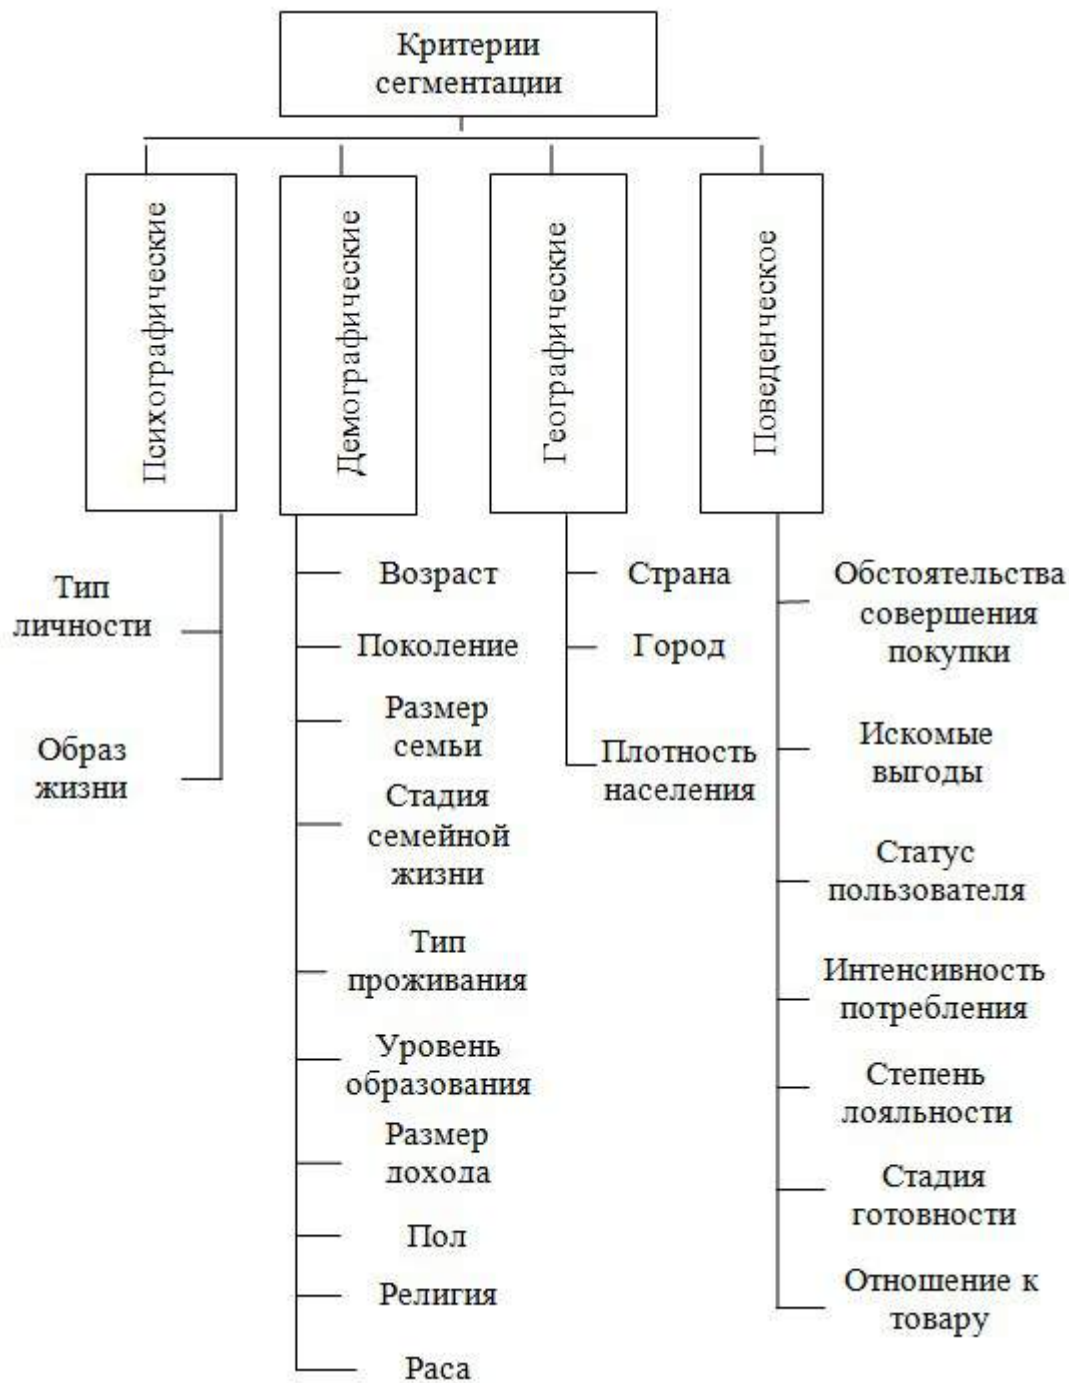 Критерии
сегментации
Психографические
Демографические
Географические
Поведенческое
Тип
личности
Образ
жизни
Возраст
Поколение
Размер
семьи
Стадия
семейной
жизни
Тип
проживания
Уровень
образования
Размер
дохода
Пол
Религия
Раса
Страна
Город
Плотность
населения
Обстоятельства
совершения
покупки
Искомые
выгоды
Статус
пользователя
Интенсивность
потребления
Степень
лояльности
Стадия
готовности
Отношение к
товару